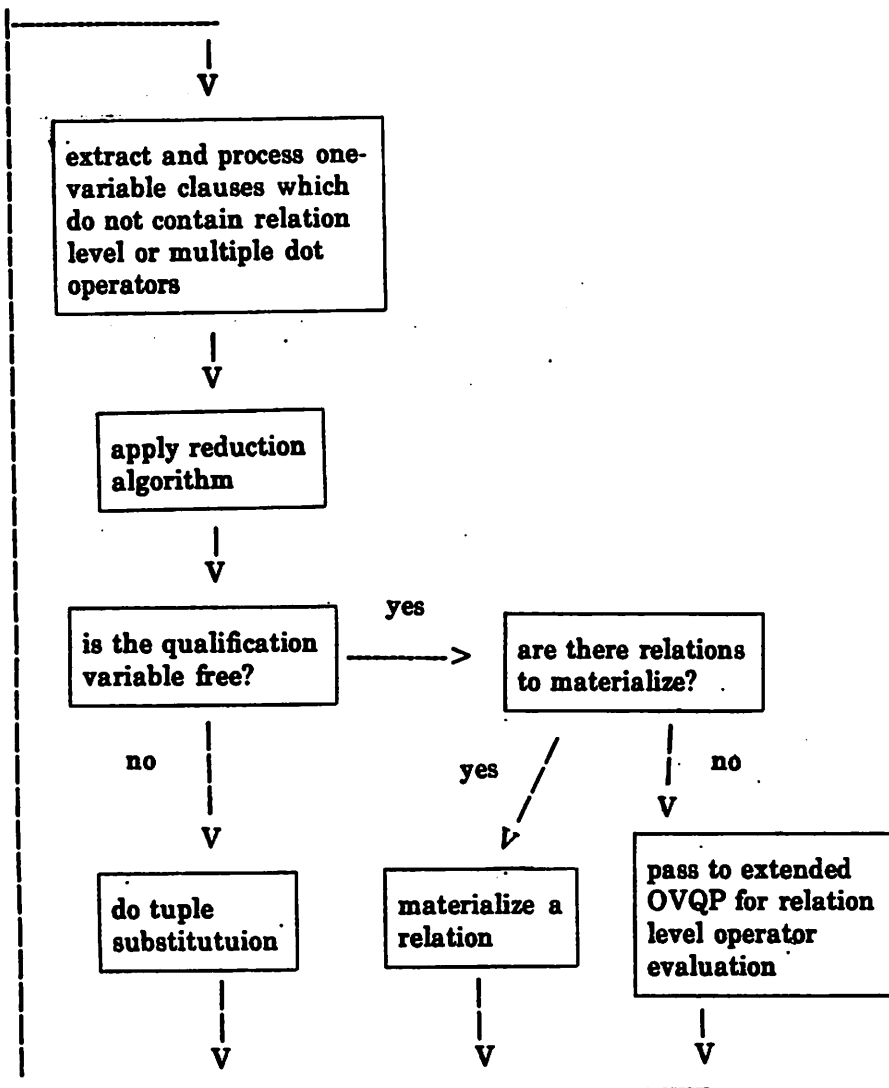 extract and process one-
variable clauses which
do not contain relation
level or multiple dot
operators
apply reduction
algorithm
is the qualification
variable free?
yes
are there relations
to materialize?
no
yes
no
do tuple
substitutuion
materialize a
relation
pass to extended
OVQP for relation
level operator
evaluation